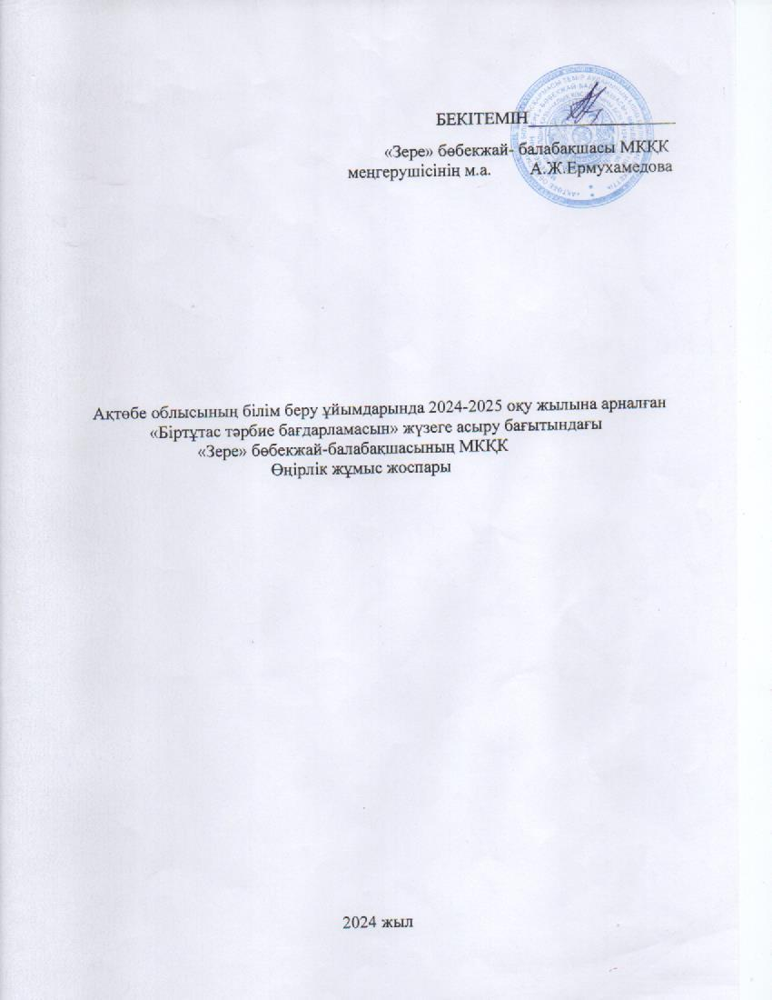 БЕКІТЕМІН_________________
«Зере» бөбекжай- балабақшасы МКҚК
меңгерушісінің м.а. А.Ж.Ермухамедова
Ақтөбе облысының білім беру ұйымдарында 2024-2025 оқу жылына арналған
«Біртұтас тәрбие бағдарламасын» жүзеге асыру бағытындағы
«Зере» бөбекжай-балабақшасының МКҚК
Өңірлік жұмыс жоспары
2024 жыл